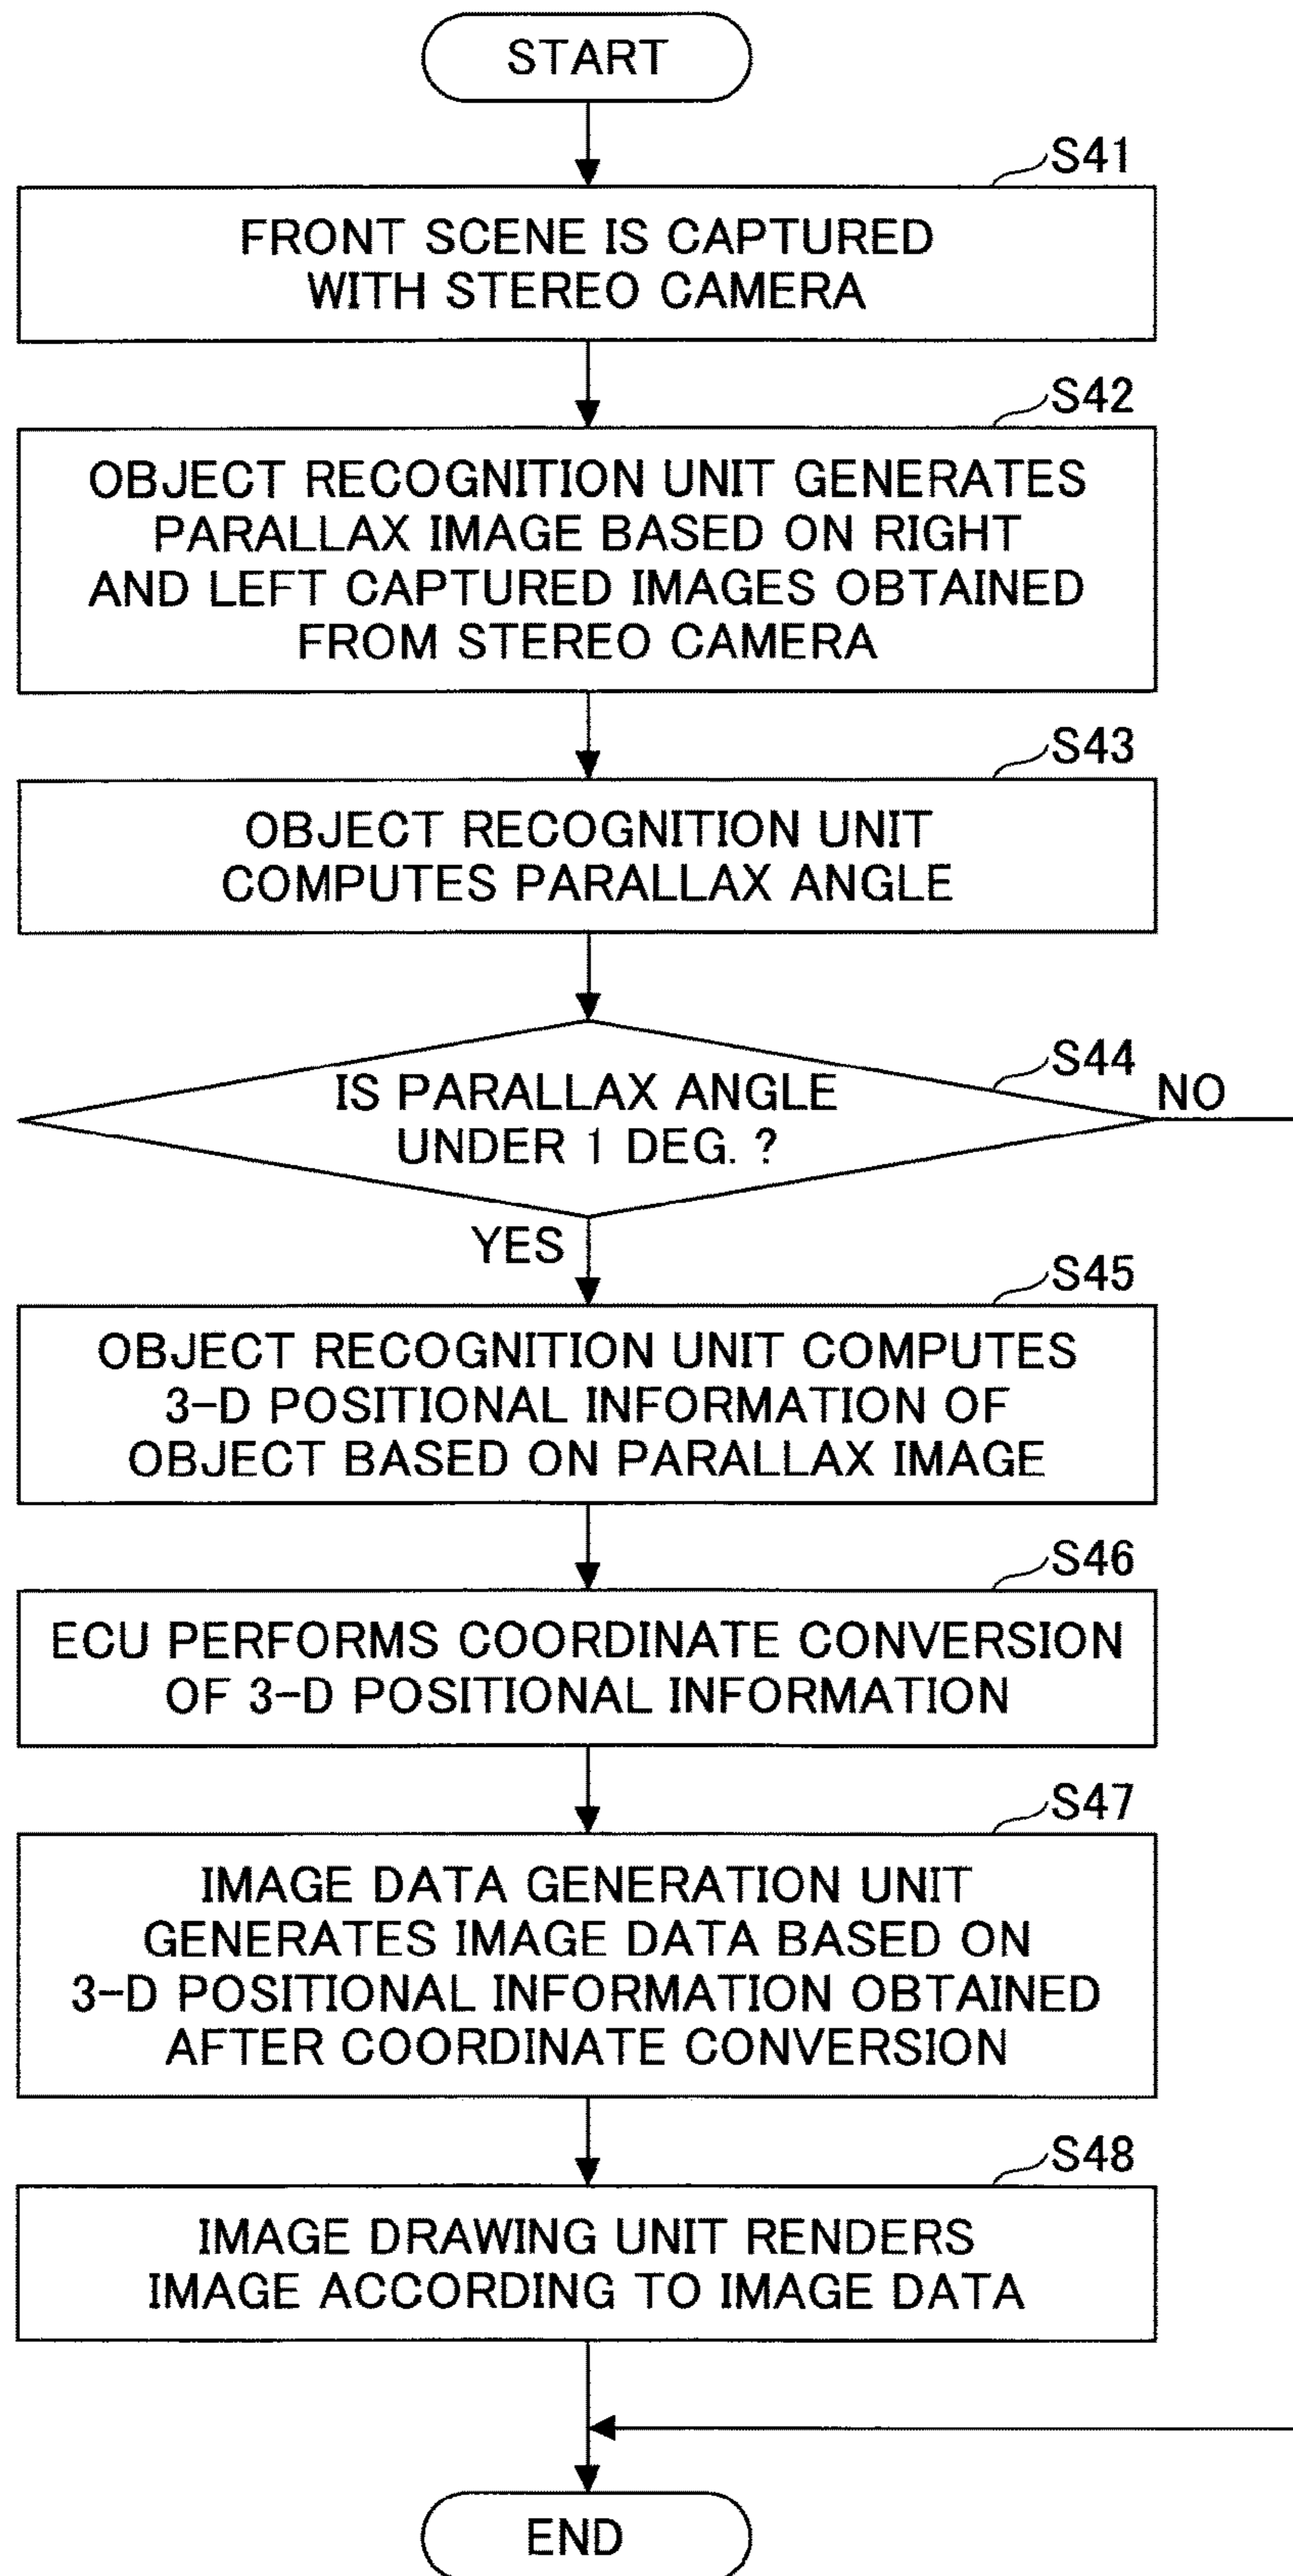 START
S41
FRONT SCENE IS CAPTURED
WITH STEREO CAMERA
S42
OBJECT RECOGNITION UNIT GENERATES
PARALLAX IMAGE BASED ON RIGHT
AND LEFT CAPTURED IMAGES OBTAINED
FROM STEREO CAMERA
S43
OBJECT RECOGNITION UNIT
COMPUTES PARALLAX ANGLE
S44
IS PARALLAX ANGLE
UNDER 1 DEG. ?
NO
YES
S45
OBJECT RECOGNITION UNIT COMPUTES
3-D POSITIONAL INFORMATION OF
OBJECT BASED ON PARALLAX IMAGE
S46
ECU PERFORMS COORDINATE CONVERSION
OF 3-D POSITIONAL INFORMATION
S47
IMAGE DATA GENERATION UNIT
GENERATES IMAGE DATA BASED ON
3-D POSITIONAL INFORMATION OBTAINED
AFTER COORDINATE CONVERSION
S48
IMAGE DRAWING UNIT RENDERS
IMAGE ACCORDING TO IMAGE DATA
END